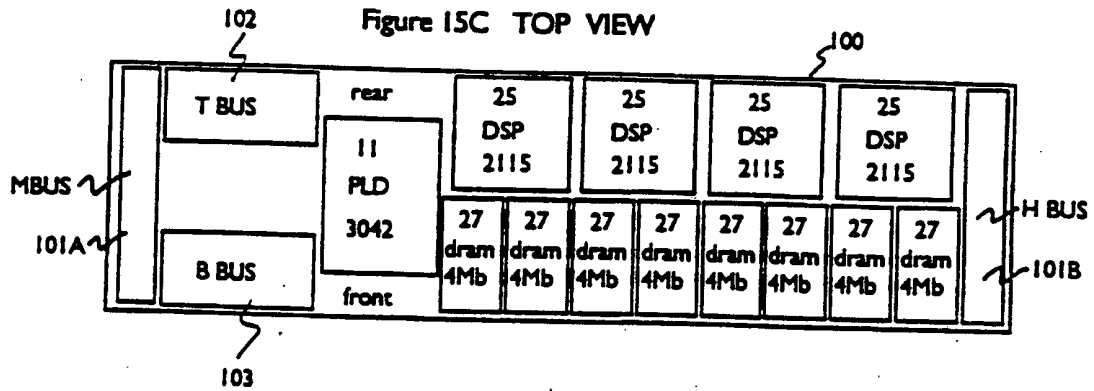 Figure 15C TOP VIEW
102
100
T BUS
rear
25 DSP 2115
25 DSP 2115
25 DSP 2115
25 DSP 2115
11 PLD 3042
MBUS
101A
B BUS
front
27 dram 4Mb
27 dram 4Mb
27 dram 4Mb
27 dram 4Mb
27 dram 4Mb
27 dram 4Mb
27 dram 4Mb
27 dram 4Mb
H BUS
101B
103